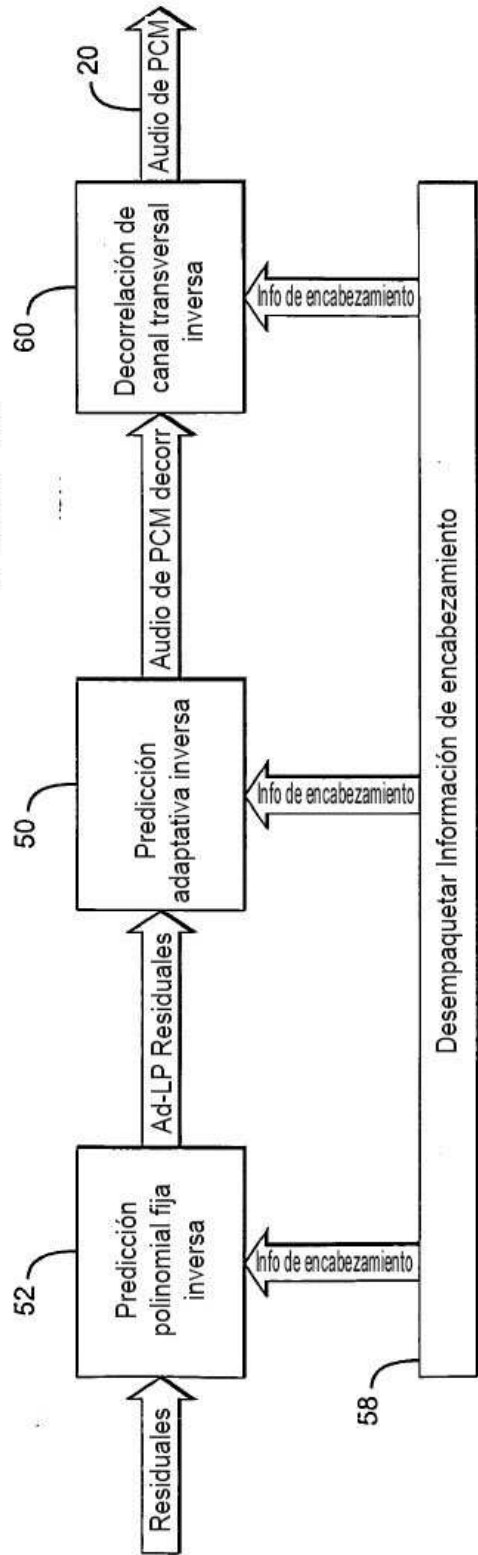 52
50
60
20
Residuales
Predicción
polinomial fija
inversa
Ad-LP Residuales
Predicción
adaptativa inversa
Audio de PCM decorr
Decorrelación de
canal transversal
inversa
Audio de PCM
Info de encabezamiento
Info de encabezamiento
Info de encabezamiento
58
Desempaquetar Información de encabezamiento